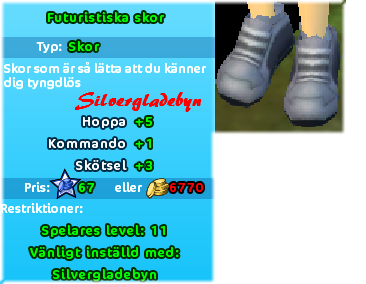 Futuristiska skor
Typ: Skor
Skor som är så lätta att du känner
dig tyngdlös
Silvergladebyn
Hoppa +5
Kommando +1
Skötsel +3
Pris: 67 eller 6770
Restriktioner:
Spelares level: 11
Vänligt inställd med:
Silvergladebyn